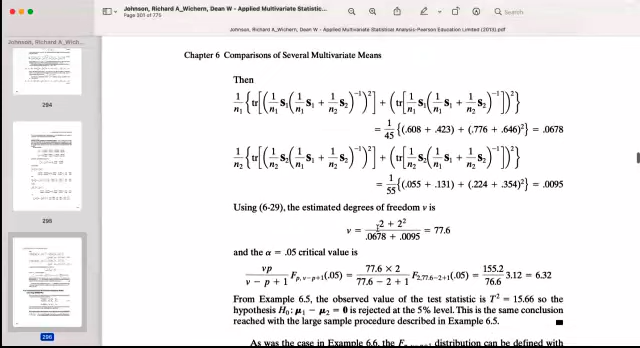 Johnson, Richard A_Wichern, Dean W - Applied Multivariate Statistic...
Page 301 of 775
Search
Johnson, Richard A_Wichern, Dean W - Applied Multivariate Statistical Analysis-Pearson Education Limited (2013).pdf
Johnson, Richard A_Wich...
294
295
296
Chapter 6 Comparisons of Several Multivariate Means
Then
1/n₁ {tr[(1/n₁ S₁(1/n₁ S₁ + 1/n₂ S₂)⁻¹)²] + (tr[1/n₁ S₁(1/n₁ S₁ + 1/n₂ S₂)⁻¹])²}
= 1/45 {(.608 + .423) + (.776 + .646)²} = .0678
1/n₂ {tr[(1/n₂ S₂(1/n₁ S₁ + 1/n₂ S₂)⁻¹)²] + (tr[1/n₂ S₂(1/n₁ S₁ + 1/n₂ S₂)⁻¹])²}
= 1/55 {(.055 + .131) + (.224 + .354)²} = .0095
Using (6-29), the estimated degrees of freedom v is
v = 2 + 2² / .0678 + .0095 = 77.6
and the α = .05 critical value is
vp / v − p + 1 Fp, v−p+1(.05) = 77.6 × 2 / 77.6 − 2 + 1 F2,77.6−2+1(.05) = 155.2 / 76.6 3.12 = 6.32
From Example 6.5, the observed value of the test statistic is T² = 15.66 so the
hypothesis H₀: μ₁ − μ₂ = 0 is rejected at the 5% level. This is the same conclusion
reached with the large sample procedure described in Example 6.5.
As was the case in Example 6.6, the F distribution can be defined with